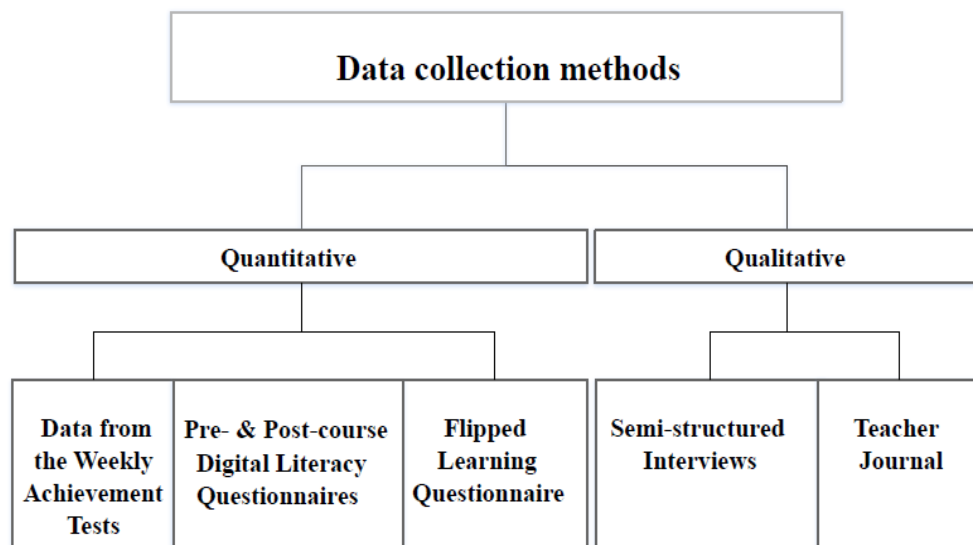 Data collection methods
Quantitative
Qualitative
Data from
the Weekly
Achievement
Tests
Pre- & Post-course
Digital Literacy
Questionnaires
Flipped
Learning
Questionnaire
Semi-structured
Interviews
Teacher
Journal